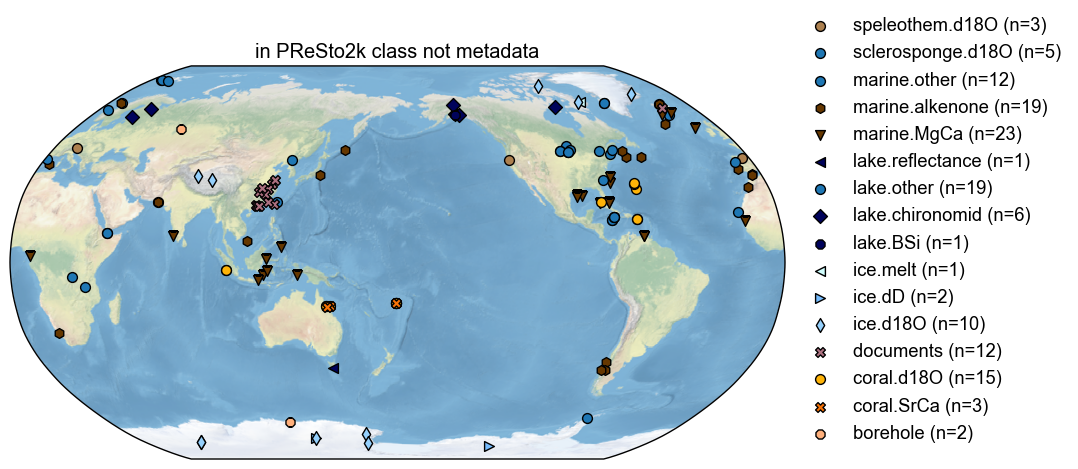 in PReSto2k class not metadata
speleothem.d18O (n=3)
sclerosponge.d18O (n=5)
marine.other (n=12)
marine.alkenone (n=19)
marine.MgCa (n=23)
lake.reflectance (n=1)
lake.other (n=19)
lake.chironomid (n=6)
lake.BSi (n=1)
ice.melt (n=1)
ice.dD (n=2)
ice.d18O (n=10)
documents (n=12)
coral.d18O (n=15)
coral.SrCa (n=3)
borehole (n=2)